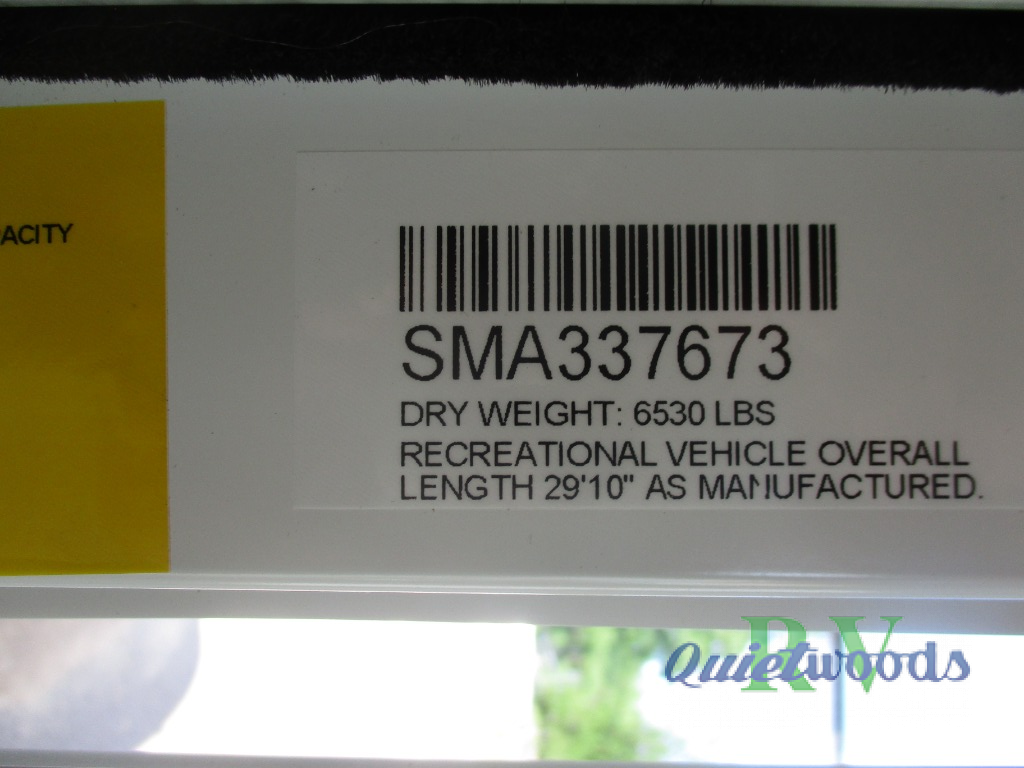 ACITY
SMA337673
DRY WEIGHT: 6530 LBS
RECREATIONAL VEHICLE OVERALL
LENGTH 29'10" AS MANUFACTURED.
RV
Quietwoods